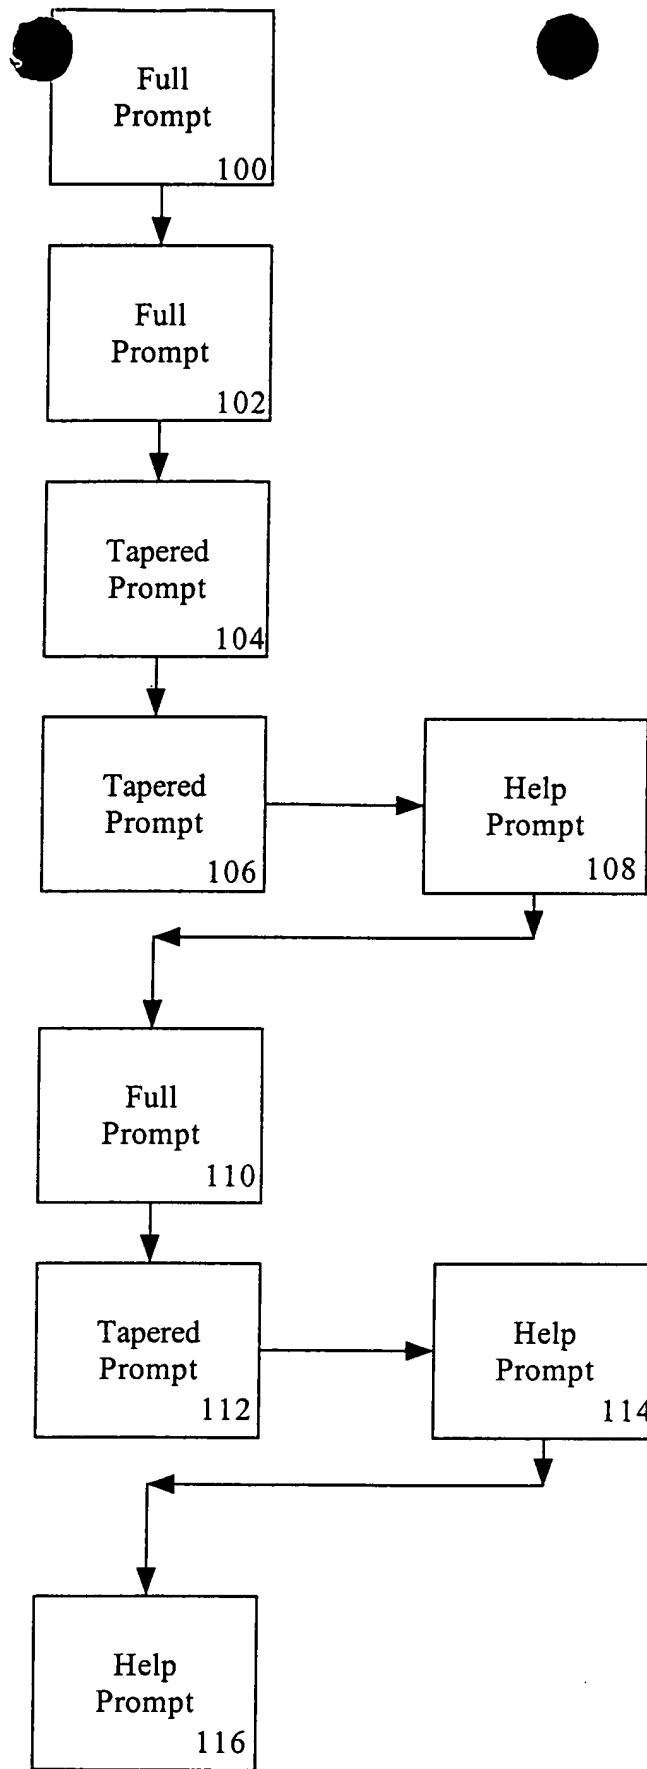 Full
Prompt
100
Full
Prompt
102
Tapered
Prompt
104
Tapered
Prompt
106
Help
Prompt
108
Full
Prompt
110
Tapered
Prompt
112
Help
Prompt
114
Help
Prompt
116